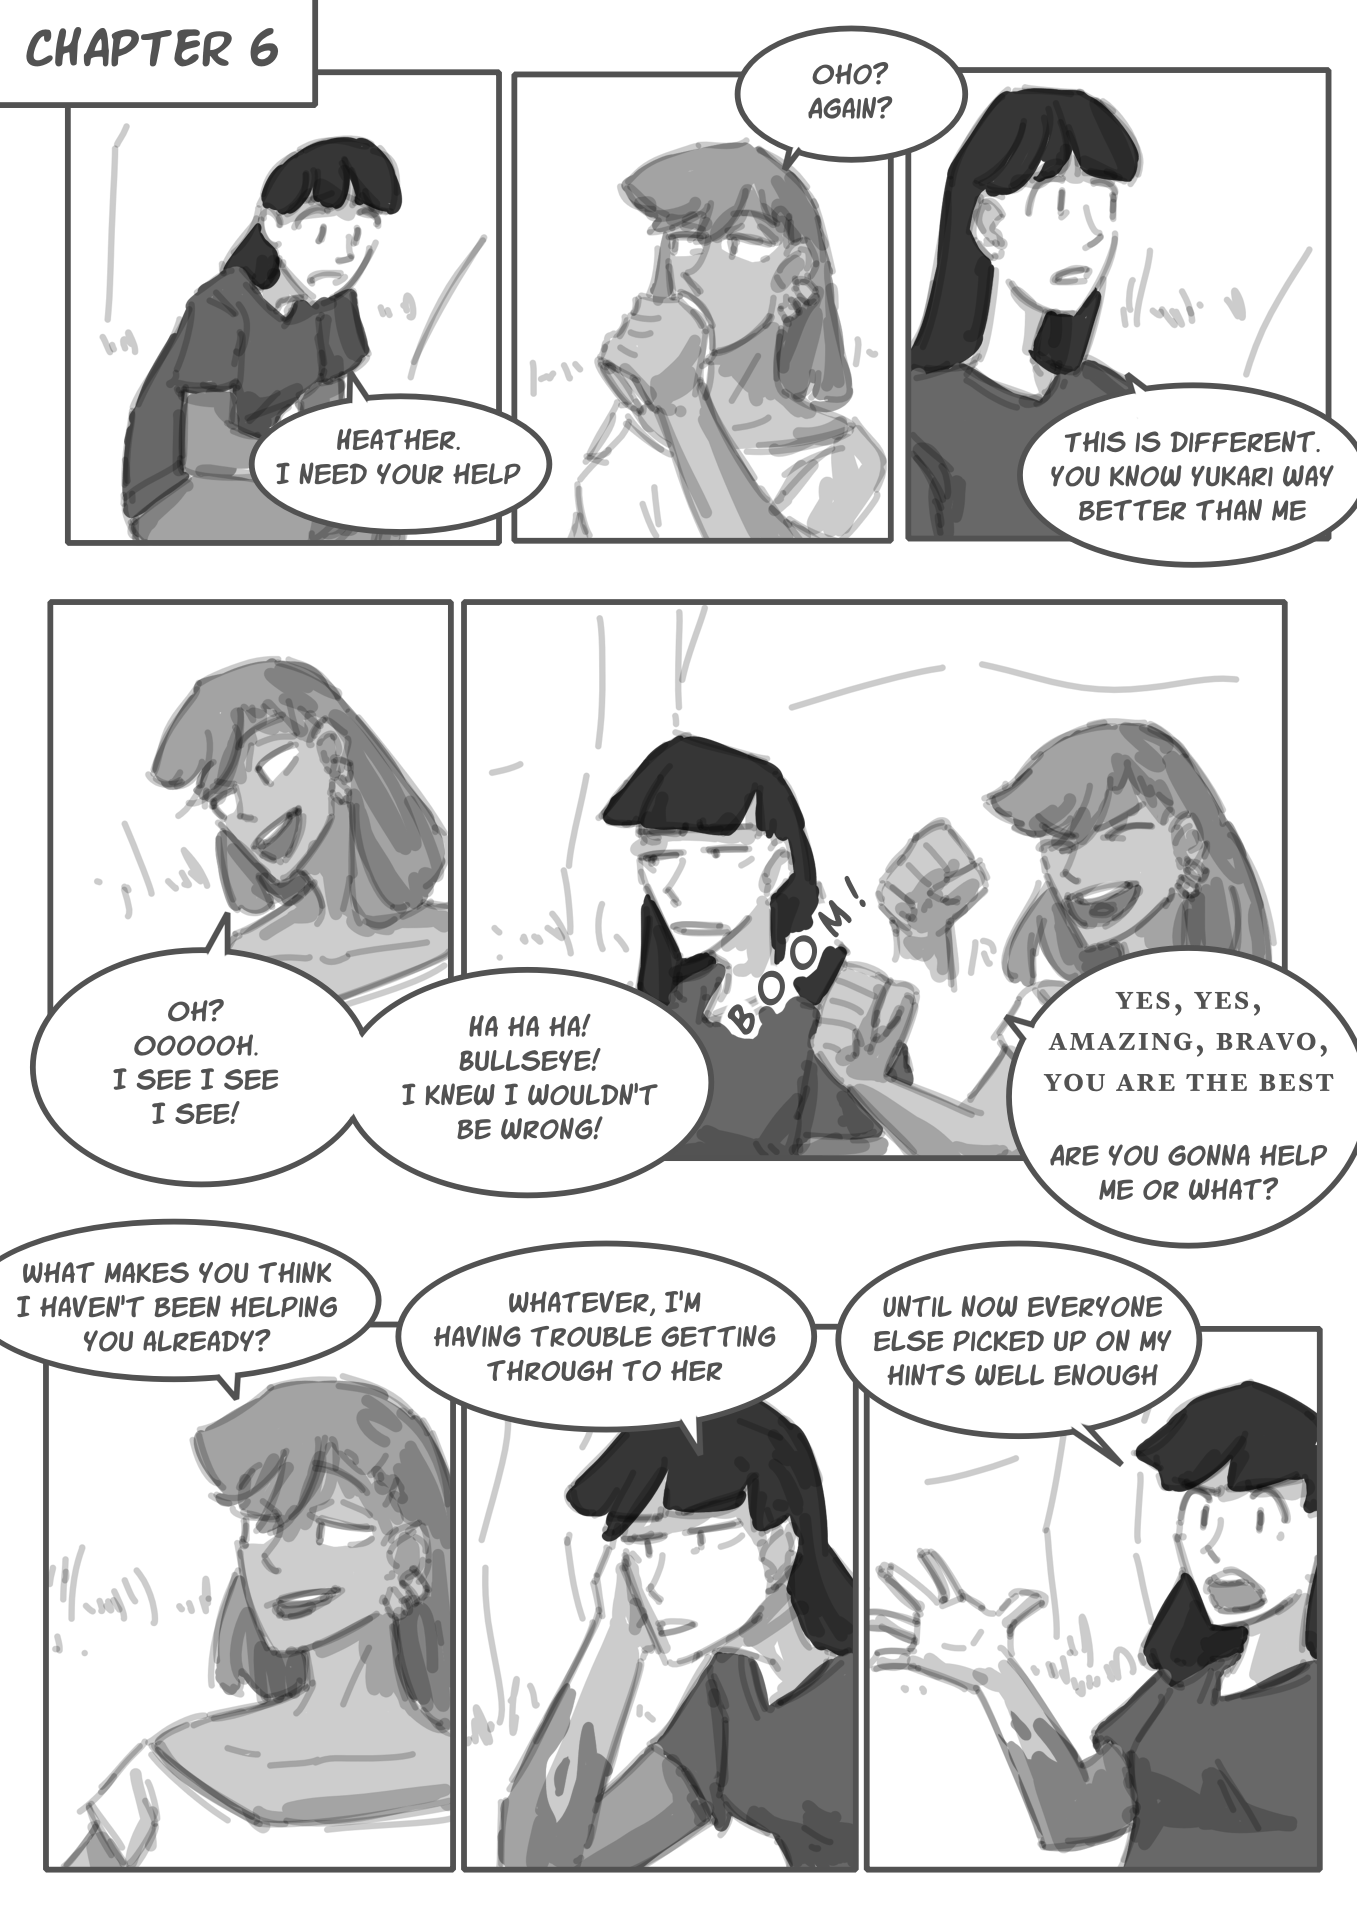 CHAPTER 6
HEATHER.
I NEED YOUR HELP
OHO?
AGAIN?
THIS IS DIFFERENT.
YOU KNOW YUKARI WAY
BETTER THAN ME
OH?
OOOOOH.
I SEE I SEE
I SEE!
HA HA HA!
BULLSEYE!
I KNEW I WOULDN'T
BE WRONG!
BOOM!
YES, YES,
AMAZING, BRAVO,
YOU ARE THE BEST
ARE YOU GONNA HELP
ME OR WHAT?
WHAT MAKES YOU THINK
I HAVEN'T BEEN HELPING
YOU ALREADY?
WHATEVER, I'M
HAVING TROUBLE GETTING
THROUGH TO HER
UNTIL NOW EVERYONE
ELSE PICKED UP ON MY
HINTS WELL ENOUGH